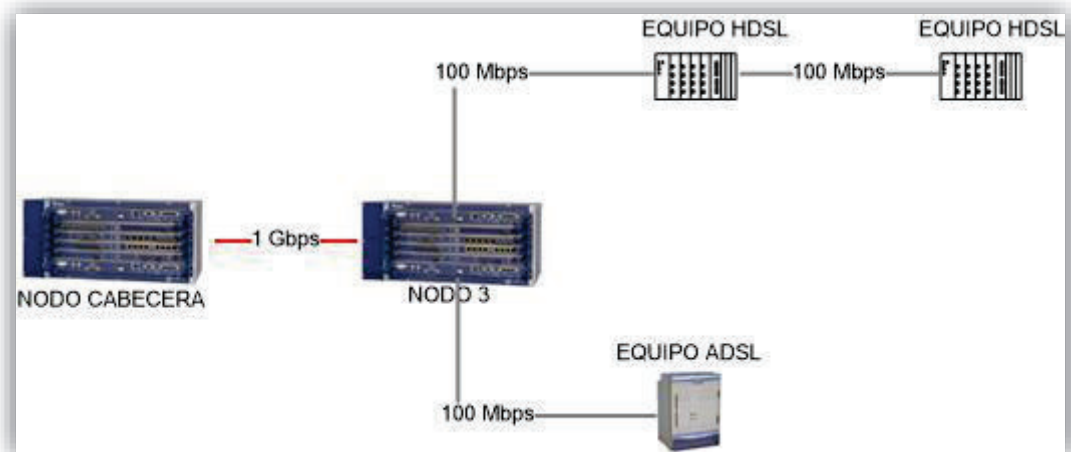 EQUIPO HDSL
EQUIPO HDSL
100 Mbps
100 Mbps
1 Gbps
NODO CABECERA
NODO 3
EQUIPO ADSL
100 Mbps